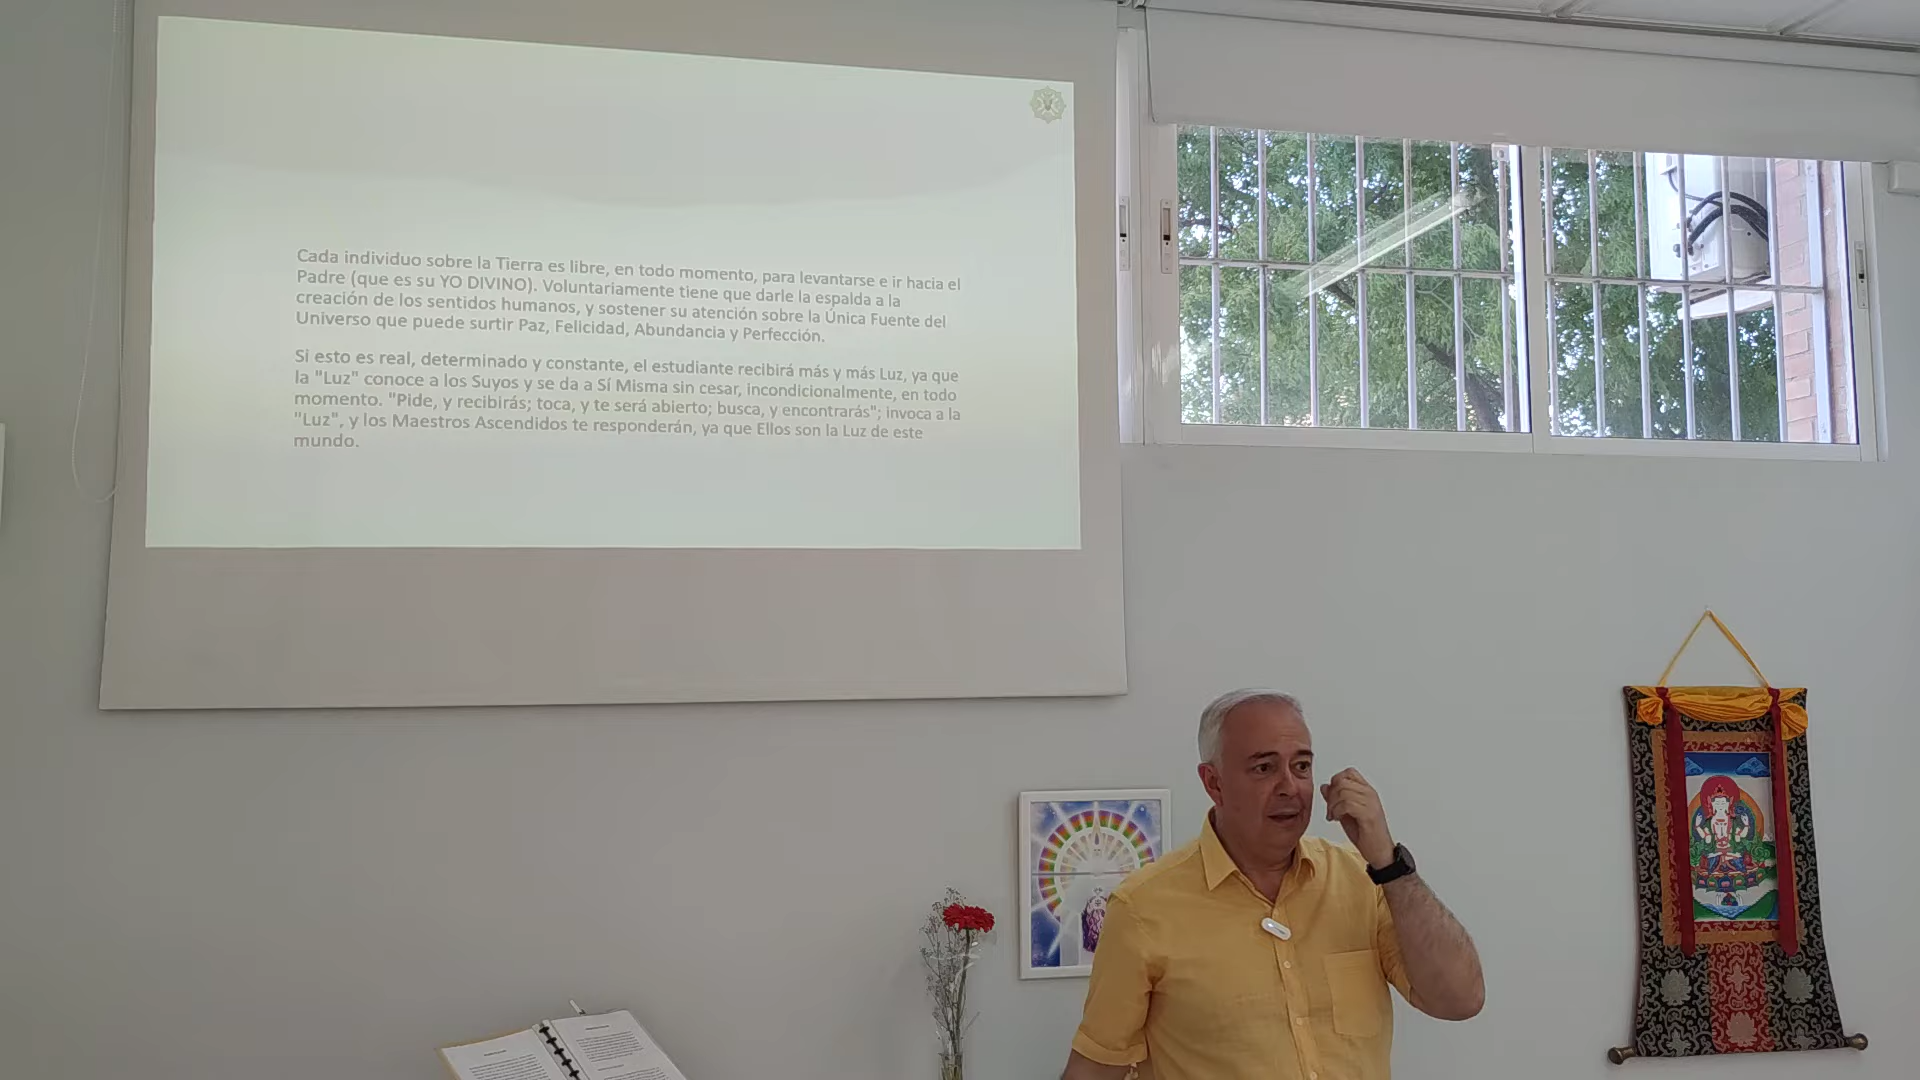 Cada individuo sobre la Tierra es libre, en todo momento, para levantarse e ir hacia el
Padre (que es su YO DIVINO). Voluntariamente tiene que darle la espalda a la
creación de los sentidos humanos, y sostener su atención sobre la Única Fuente del
Universo que puede surtir Paz, Felicidad, Abundancia y Perfección.
Si esto es real, determinado y constante, el estudiante recibirá más y más Luz, ya que
la "Luz" conoce a los Suyos y se da a Sí Misma sin cesar, incondicionalmente, en todo
momento. "Pide, y recibirás; toca, y te será abierto; busca, y encontrarás"; invoca a la
"Luz", y los Maestros Ascendidos te responderán, ya que Ellos son la Luz de este
mundo.